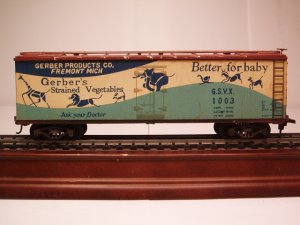 GERBER PRODUCTS CO.
FREMONT MICH
Gerber's
Strained Vegetables
Ask your Doctor
Better for baby
G.S.V.X.
1003